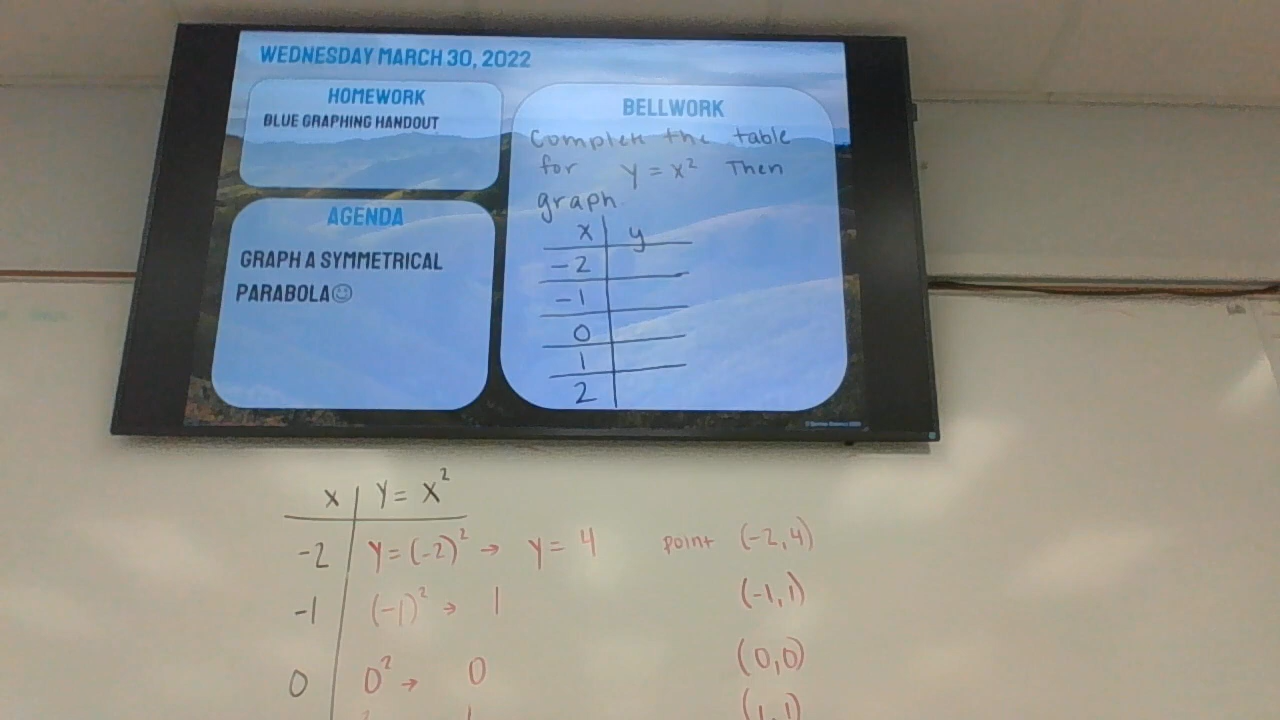 WEDNESDAY MARCH 30, 2022
HOMEWORK
BLUE GRAPHING HANDOUT
AGENDA
GRAPH A SYMMETRICAL
PARABOLA☺
BELLWORK
Complete the table
for y = x² Then
graph.
x y
-2
-1
0
1
2
x y = x²
-2 y = (-2)² → y = 4 point (-2,4)
-1 (-1)² → 1 (-1,1)
0 0² → 0 (0,0)
(1,1)